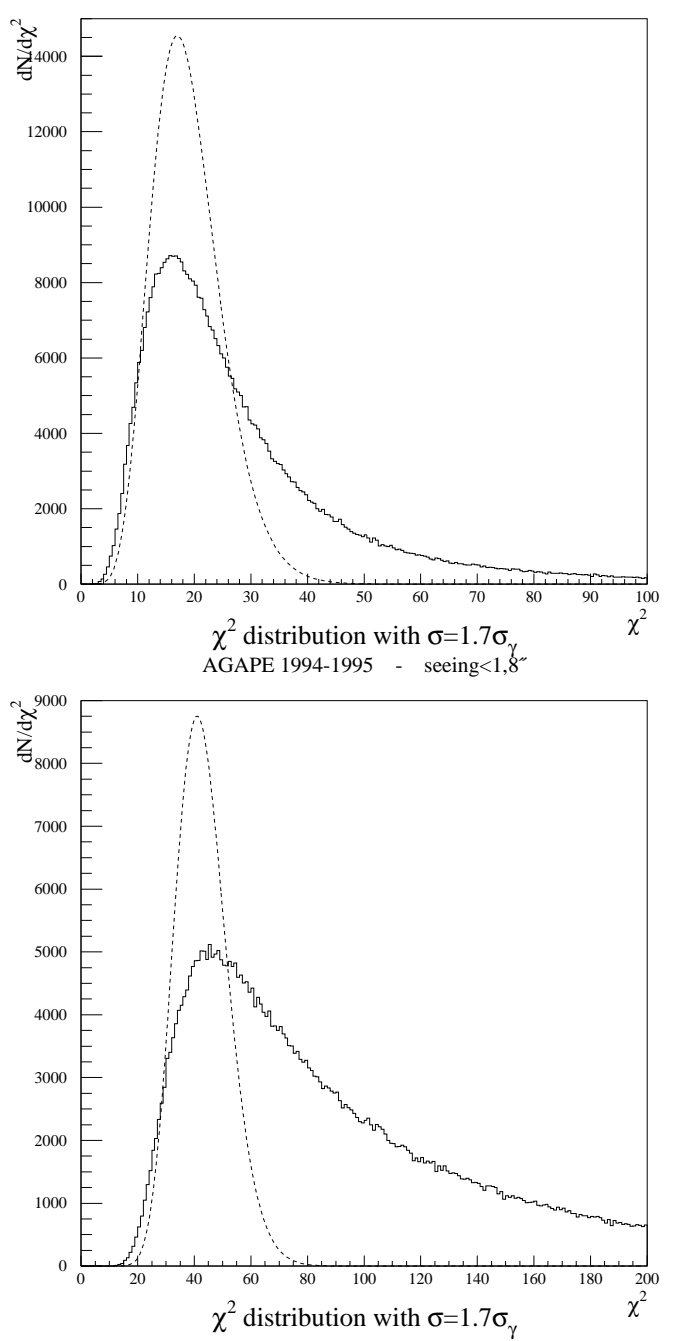 dN/dχ²
14000
12000
10000
8000
6000
4000
2000
0
0 10 20 30 40 50 60 70 80 90 100
χ²
χ² distribution with σ=1.7σ_γ
AGAPE 1994-1995 - seeing<1,8˝
dN/dχ²
9000
8000
7000
6000
5000
4000
3000
2000
1000
0
0 20 40 60 80 100 120 140 160 180 200
χ²
χ² distribution with σ=1.7σ_γ